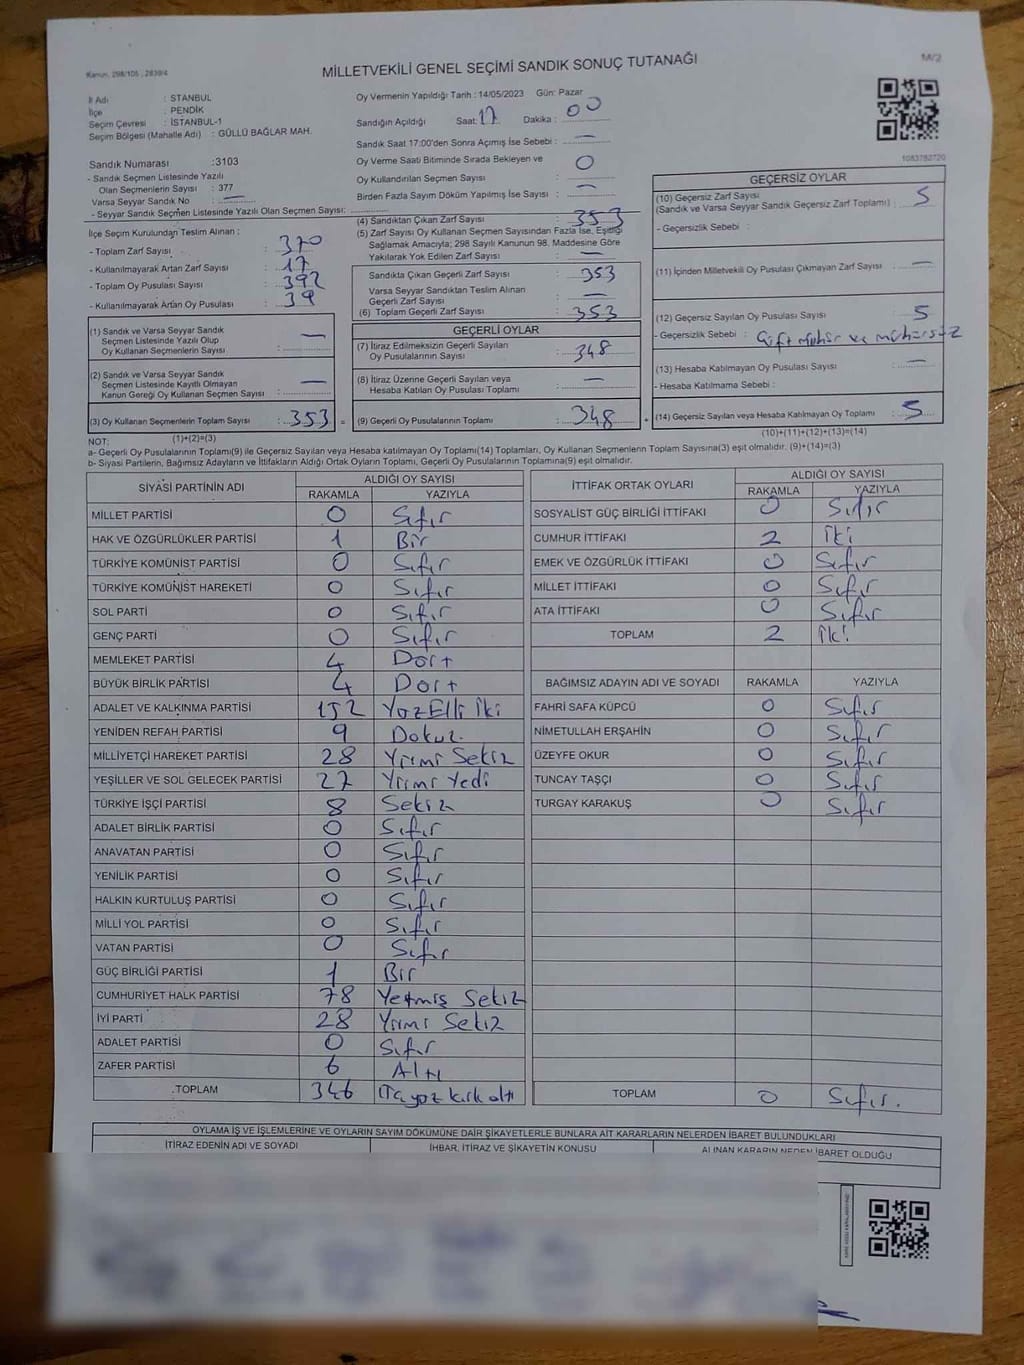 Kanun, 298/105 , 2839/4
M/2
MİLLETVEKİLİ GENEL SEÇİMİ SANDIK SONUÇ TUTANAĞI
İl Adı : STANBUL
İlçe : PENDİK
Seçim Çevresi : İSTANBUL-1
Seçim Bölgesi (Mahalle Adı) : GÜLLÜ BAĞLAR MAH.
Sandık Numarası :3103
- Sandık Seçmen Listesinde Yazılı
Olan Seçmenlerin Sayısı : 377
Varsa Seyyar Sandık No :
- Seyyar Sandık Seçmen Listesinde Yazılı Olan Seçmen Sayısı:
İlçe Seçim Kurulundan Teslim Alınan :
- Toplam Zarf Sayısı : 370
- Kullanılmayarak Artan Zarf Sayısı : 17
- Toplam Oy Pusulası Sayısı : 392
- Kullanılmayarak Artan Oy Pusulası : 39
(1) Sandık ve Varsa Seyyar Sandık
Seçmen Listesinde Yazılı Olup
Oy Kullanan Seçmenlerin Sayısı : —
(2) Sandık ve Varsa Seyyar Sandık
Seçmen Listesinde Kayıtlı Olmayan
Kanun Gereği Oy Kullanan Seçmen Sayısı : —
(3) Oy Kullanan Seçmenlerin Toplam Sayısı : 353 =
Oy Vermenin Yapıldığı Tarih : 14/05/2023 Gün: Pazar
Sandığın Açıldığı Saat: 17 Dakika : 00
Sandık Saat 17:00'den Sonra Açımış İse Sebebi : —
Oy Verme Saati Bitiminde Sırada Bekleyen ve
Oy Kullandırılan Seçmen Sayısı : 0
Birden Fazla Sayım Döküm Yapılmış İse Sayısı : —
(4) Sandıktan Çıkan Zarf Sayısı : 353
(5) Zarf Sayısı Oy Kullanan Seçmen Sayısından Fazla İse, Eşitliği
Sağlamak Amacıyla; 298 Sayılı Kanunun 98. Maddesine Göre
Yakılarak Yok Edilen Zarf Sayısı : —
Sandıkta Çıkan Geçerli Zarf Sayısı : 353
Varsa Seyyar Sandıktan Teslim Alınan
Geçerli Zarf Sayısı : —
(6) Toplam Geçerli Zarf Sayısı : 353
GEÇERLİ OYLAR
(7) İtiraz Edilmeksizin Geçerli Sayılan
Oy Pusulalarının Sayısı : 348
(8) İtiraz Üzerine Geçerli Sayılan veya
Hesaba Katılan Oy Pusulası Toplamı : —
(9) Geçerli Oy Pusulalarının Toplamı : 348 +
1083782720
GEÇERSİZ OYLAR
(10) Geçersiz Zarf Sayısı
(Sandık ve Varsa Seyyar Sandık Geçersiz Zarf Toplamı) : 5
- Geçersizlik Sebebi :
(11) İçinden Milletvekili Oy Pusulası Çıkmayan Zarf Sayısı : —
(12) Geçersiz Sayılan Oy Pusulası Sayısı : 5
- Geçersizlik Sebebi : Çift mühür ve mühürsüz
(13) Hesaba Katılmayan Oy Pusulası Sayısı : —
- Hesaba Katılmama Sebebi :
(14) Geçersiz Sayılan veya Hesaba Katılmayan Oy Toplamı : 5
(10)+(11)+(12)+(13)=(14)
NOT: (1)+(2)=(3)
a- Geçerli Oy Pusulalarının Toplamı(9) ile Geçersiz Sayılan veya Hesaba katılmayan Oy Toplamı(14) Toplamları, Oy Kullanan Seçmenlerin Toplam Sayısına(3) eşit olmalıdır. (9)+(14)=(3)
b- Siyasi Partilerin, Bağımsız Adayların ve İttifakların Aldığı Ortak Oyların Toplamı, Geçerli Oy Pusulalarının Toplamına(9) eşit olmalıdır.
SİYASİ PARTİNİN ADI ALDIĞI OY SAYISI
RAKAMLA YAZIYLA
MİLLET PARTİSİ 0 Sıfır
HAK VE ÖZGÜRLÜKLER PARTİSİ 1 Bir
TÜRKİYE KOMÜNİST PARTİSİ 0 Sıfır
TÜRKİYE KOMÜNİST HAREKETİ 0 Sıfır
SOL PARTİ 0 Sıfır
GENÇ PARTİ 0 Sıfır
MEMLEKET PARTİSİ 4 Dört
BÜYÜK BİRLİK PARTİSİ 4 Dört
ADALET VE KALKINMA PARTİSİ 152 Yüz Elli İki
YENİDEN REFAH PARTİSİ 9 Dokuz
MİLLİYETÇİ HAREKET PARTİSİ 28 Yirmi Sekiz
YEŞİLLER VE SOL GELECEK PARTİSİ 27 Yirmi Yedi
TÜRKİYE İŞÇİ PARTİSİ 8 Sekiz
ADALET BİRLİK PARTİSİ 0 Sıfır
ANAVATAN PARTİSİ 0 Sıfır
YENİLİK PARTİSİ 0 Sıfır
HALKIN KURTULUŞ PARTİSİ 0 Sıfır
MİLLİ YOL PARTİSİ 0 Sıfır
VATAN PARTİSİ 0 Sıfır
GÜÇ BİRLİĞİ PARTİSİ 1 Bir
CUMHURİYET HALK PARTİSİ 78 Yetmiş Sekiz
İYİ PARTİ 28 Yirmi Sekiz
ADALET PARTİSİ 0 Sıfır
ZAFER PARTİSİ 6 Altı
TOPLAM 346
İTTİFAK ORTAK OYLARI ALDIĞI OY SAYISI
RAKAMLA YAZIYLA
SOSYALİST GÜÇ BİRLİĞİ İTTİFAKI 0 Sıfır
CUMHUR İTTİFAKI 2 İki
EMEK VE ÖZGÜRLÜK İTTİFAKI 0 Sıfır
MİLLET İTTİFAKI 0 Sıfır
ATA İTTİFAKI 0 Sıfır
TOPLAM 2 İki
BAĞIMSIZ ADAYIN ADI VE SOYADI RAKAMLA YAZIYLA
FAHRİ SAFA KÜPCÜ 0 Sıfır
NİMETULLAH ERŞAHİN 0 Sıfır
ÜZEYFE OKUR 0 Sıfır
TUNCAY TAŞÇI 0 Sıfır
TURGAY KARAKUŞ 0 Sıfır
TOPLAM 0 Sıfır.
OYLAMA İŞ VE İŞLEMLERİNE VE OYLARIN SAYIM DÖKÜMÜNE DAİR ŞİKAYETLERLE BUNLARA AİT KARARLARIN NELERDEN İBARET BULUNDUKLARI
İTİRAZ EDENİN ADI VE SOYADI İHBAR, İTİRAZ VE ŞİKAYETİN KONUSU ALINAN KARARIN NEDEN İBARET OLDUĞU